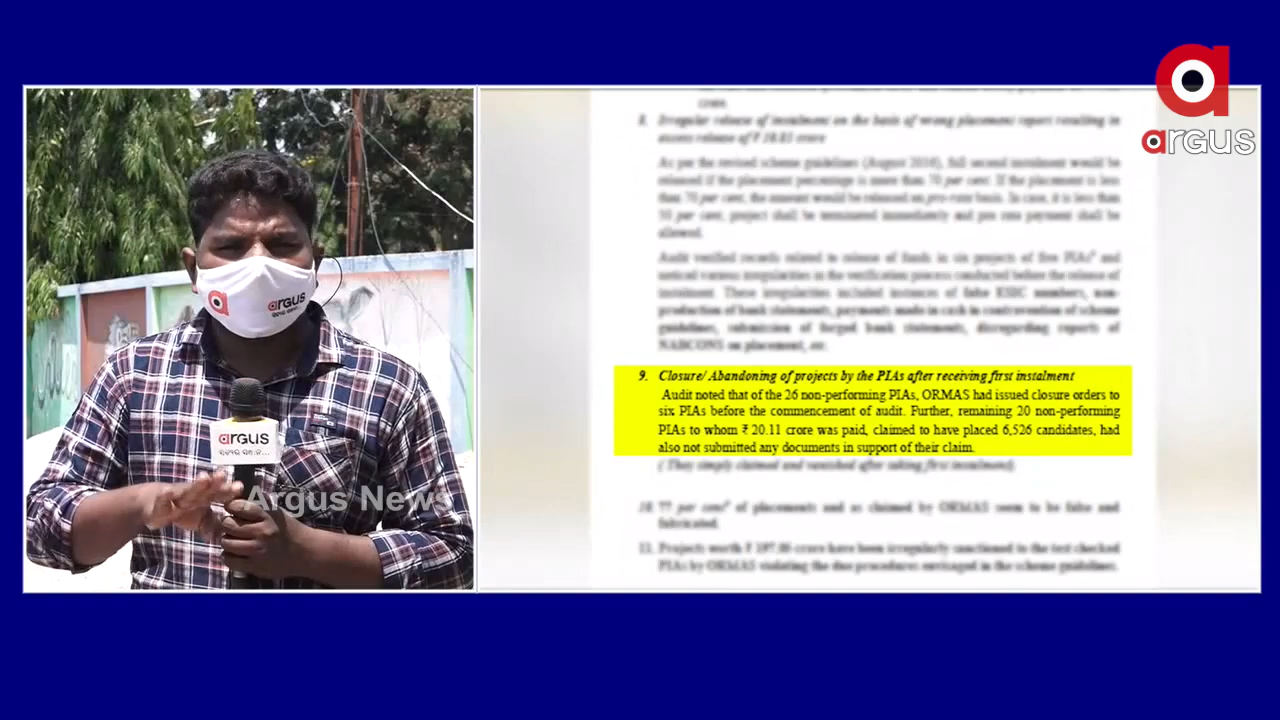 argus
8. Irregular release of instalment on the basis of wrong placement report resulting in
excess release of ₹ 18.83 crore
As per the revised scheme guidelines (August 2016), full second instalment would be
released if the placement percentage is more than 70 per cent. If the placement is less
than 70 per cent, the amount would be released on pro-rata basis. In case, it is less than
50 per cent, project shall be terminated immediately and pro rata payment shall be
allowed.
Audit verified records related to release of funds in six projects of five PIAs and
noticed various irregularities in the verification process conducted before the release of
instalment. These irregularities included instances of fake ESIC numbers, non-
production of bank statements, payments made in cash in contravention of scheme
guidelines, submission of forged bank statements, disregarding reports of
NABCONS on placement, etc.
9. Closure/ Abandoning of projects by the PIAs after receiving first instalment
Audit noted that of the 26 non-performing PIAs, ORMAS had issued closure orders to
six PIAs before the commencement of audit. Further, remaining 20 non-performing
PIAs to whom ₹ 20.11 crore was paid, claimed to have placed 6,526 candidates, had
also not submitted any documents in support of their claim.
( They simply claimed and vanished after taking first instalment).
10. 77 per cent of placements and as claimed by ORMAS seem to be fake and
fabricated.
11. Projects worth ₹ crore have been irregularly sanctioned to the test checked
PIAs by ORMAS violating the due procedures envisaged in the scheme guidelines.
argus
argus
Argus News